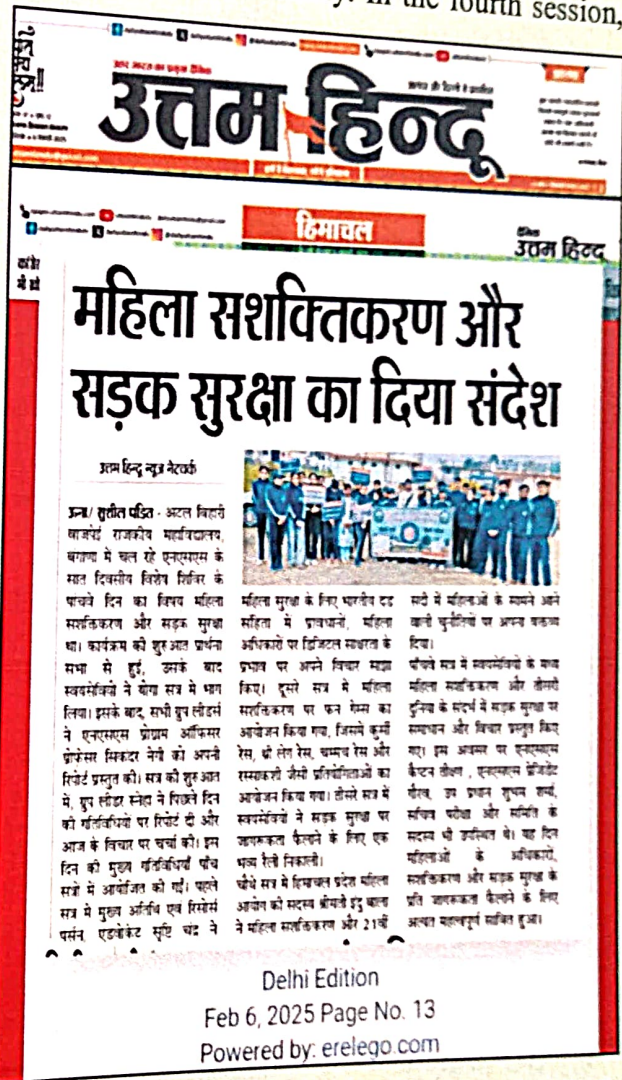 In the fourth session,
उत्तम हिन्दू
हिमाचल
उत्तम हिन्दू
महिला सशक्तिकरण और
सड़क सुरक्षा का दिया संदेश
उत्तम हिन्दू न्यूज नेटवर्क
ऊना/ सुशील पंडित - अटल बिहारी
वाजपेई राजकीय महाविद्यालय,
बंगाणा में चल रहे एनएसएस के
सात दिवसीय विशेष शिविर के
पांचवे दिन का विषय महिला
सशक्तिकरण और सड़क सुरक्षा
था। कार्यक्रम की शुरुआत प्रार्थना
सभा से हुई, उसके बाद
स्वयंसेवियों ने योगा सत्र में भाग
लिया। इसके बाद, सभी ग्रुप लीडर्स
ने एनएसएस प्रोग्राम ऑफिसर
प्रोफेसर सिकंदर नेगी को अपनी
रिपोर्ट प्रस्तुत की। सत्र की शुरुआत
में, ग्रुप लीडर स्नेहा ने पिछले दिन
की गतिविधियों पर रिपोर्ट दी और
आज के विचार पर चर्चा की। इस
दिन की मुख्य गतिविधियाँ पाँच
सत्रों में आयोजित की गईं। पहले
सत्र में मुख्य अतिथि एवं रिसोर्स
पर्सन, एडवोकेट सृष्टि चंद्र ने
महिला सुरक्षा के लिए भारतीय दंड
संहिता में प्रावधानों, महिला
अधिकारों पर डिजिटल साक्षरता के
प्रभाव पर अपने विचार साझा
किए। दूसरे सत्र में महिला
सशक्तिकरण पर फन गेम्स का
आयोजन किया गया, जिसमें कुर्सी
रेस, थ्री लेग रेस, चम्मच रेस और
रस्साकशी जैसी प्रतियोगिताओं का
आयोजन किया गया। तीसरे सत्र में
स्वयंसेवियों ने सड़क सुरक्षा पर
जागरूकता फैलाने के लिए एक
भव्य रैली निकाली।
चौथे सत्र में हिमाचल प्रदेश महिला
आयोग की सदस्य श्रीमती इंदु बाला
ने महिला सशक्तिकरण और 21वीं
सदी में महिलाओं के सामने आने
वाली चुनौतियों पर अपना वक्तव्य
दिया।
पाँचवे सत्र में स्वयंसेवियों के मध्य
महिला सशक्तिकरण और तीसरी
दुनिया के संदर्भ में सड़क सुरक्षा पर
समाधान और विचार प्रस्तुत किए
गए। इस अवसर पर एनएसएस
कैप्टन तीक्ष्ण, एनएसएस प्रेजिडेंट
गौरव, उप प्रधान शुभम शर्मा,
सचिव परीक्षा और समिति के
सदस्य भी उपस्थित थे। यह दिन
महिलाओं के अधिकारों,
सशक्तिकरण और सड़क सुरक्षा के
प्रति जागरूकता फैलाने के लिए
अत्यंत महत्वपूर्ण साबित हुआ।
Delhi Edition
Feb 6, 2025 Page No. 13
Powered by: erelego.com